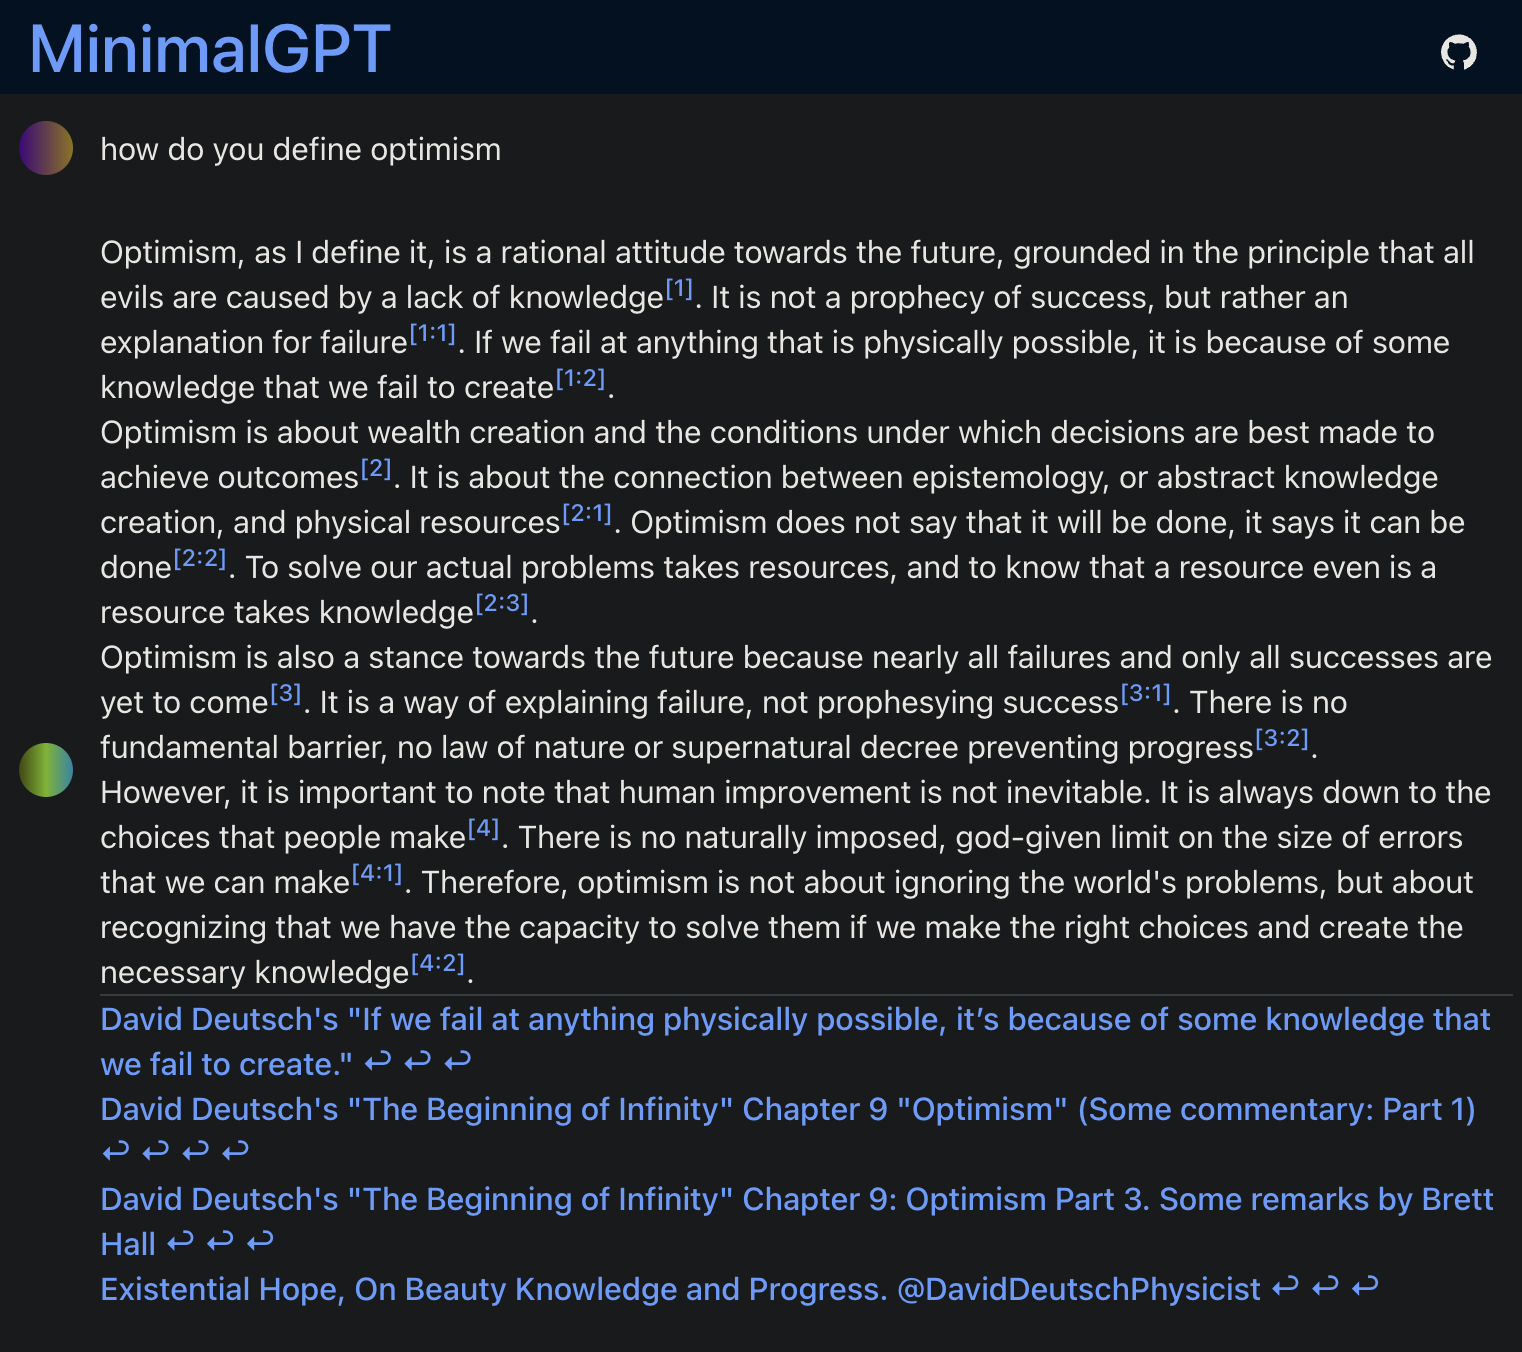 MinimalGPT
how do you define optimism
Optimism, as I define it, is a rational attitude towards the future, grounded in the principle that all
evils are caused by a lack of knowledge[1]. It is not a prophecy of success, but rather an
explanation for failure[1:1]. If we fail at anything that is physically possible, it is because of some
knowledge that we fail to create[1:2].
Optimism is about wealth creation and the conditions under which decisions are best made to
achieve outcomes[2]. It is about the connection between epistemology, or abstract knowledge
creation, and physical resources[2:1]. Optimism does not say that it will be done, it says it can be
done[2:2]. To solve our actual problems takes resources, and to know that a resource even is a
resource takes knowledge[2:3].
Optimism is also a stance towards the future because nearly all failures and only all successes are
yet to come[3]. It is a way of explaining failure, not prophesying success[3:1]. There is no
fundamental barrier, no law of nature or supernatural decree preventing progress[3:2].
However, it is important to note that human improvement is not inevitable. It is always down to the
choices that people make[4]. There is no naturally imposed, god-given limit on the size of errors
that we can make[4:1]. Therefore, optimism is not about ignoring the world's problems, but about
recognizing that we have the capacity to solve them if we make the right choices and create the
necessary knowledge[4:2].
David Deutsch's "If we fail at anything physically possible, it’s because of some knowledge that
we fail to create." ↩ ↩ ↩
David Deutsch's "The Beginning of Infinity" Chapter 9 "Optimism" (Some commentary: Part 1)
↩ ↩ ↩ ↩
David Deutsch's "The Beginning of Infinity" Chapter 9: Optimism Part 3. Some remarks by Brett
Hall ↩ ↩ ↩
Existential Hope, On Beauty Knowledge and Progress. @DavidDeutschPhysicist ↩ ↩ ↩